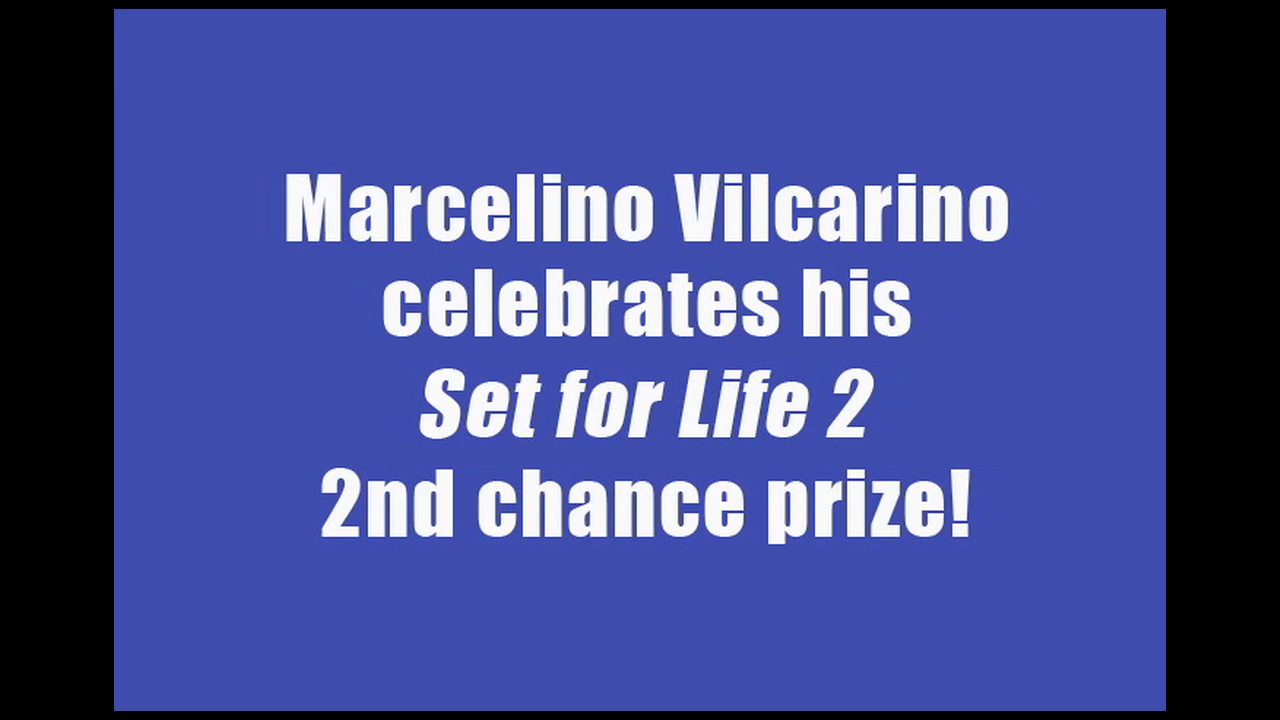 Marcelino Vilcarino
celebrates his
Set for Life 2
2nd chance prize!